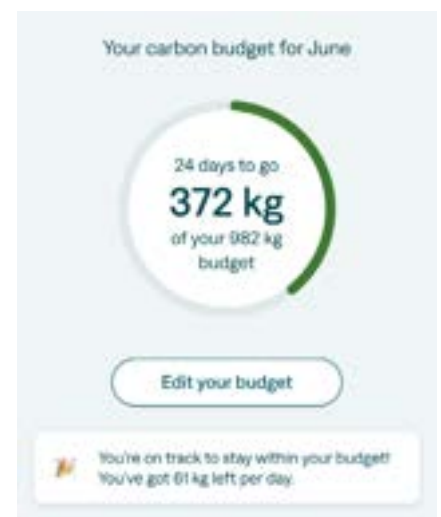 Your carbon budget for June
24 days to go
372 kg
of your 982 kg
budget
Edit your budget
You're on track to stay within your budget!
You've got 61 kg left per day.